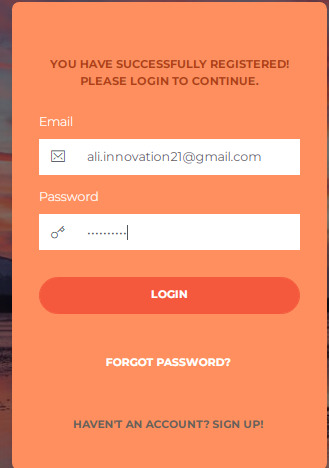 YOU HAVE SUCCESSFULLY REGISTERED!
PLEASE LOGIN TO CONTINUE.
Email
ali.innovation21@gmail.com
Password
LOGIN
FORGOT PASSWORD?
HAVEN'T AN ACCOUNT? SIGN UP!